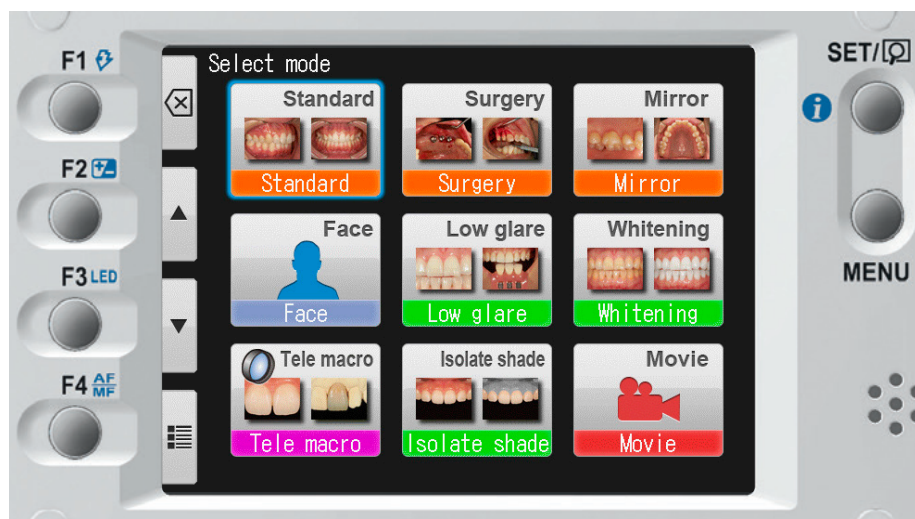 F1
F2
F3 LED
F4 AF
MF
SET/
MENU
Select mode
Standard
Standard
Surgery
Surgery
Mirror
Mirror
Face
Face
Low glare
Low glare
Whitening
Whitening
Tele macro
Tele macro
Isolate shade
Isolate shade
Movie
Movie